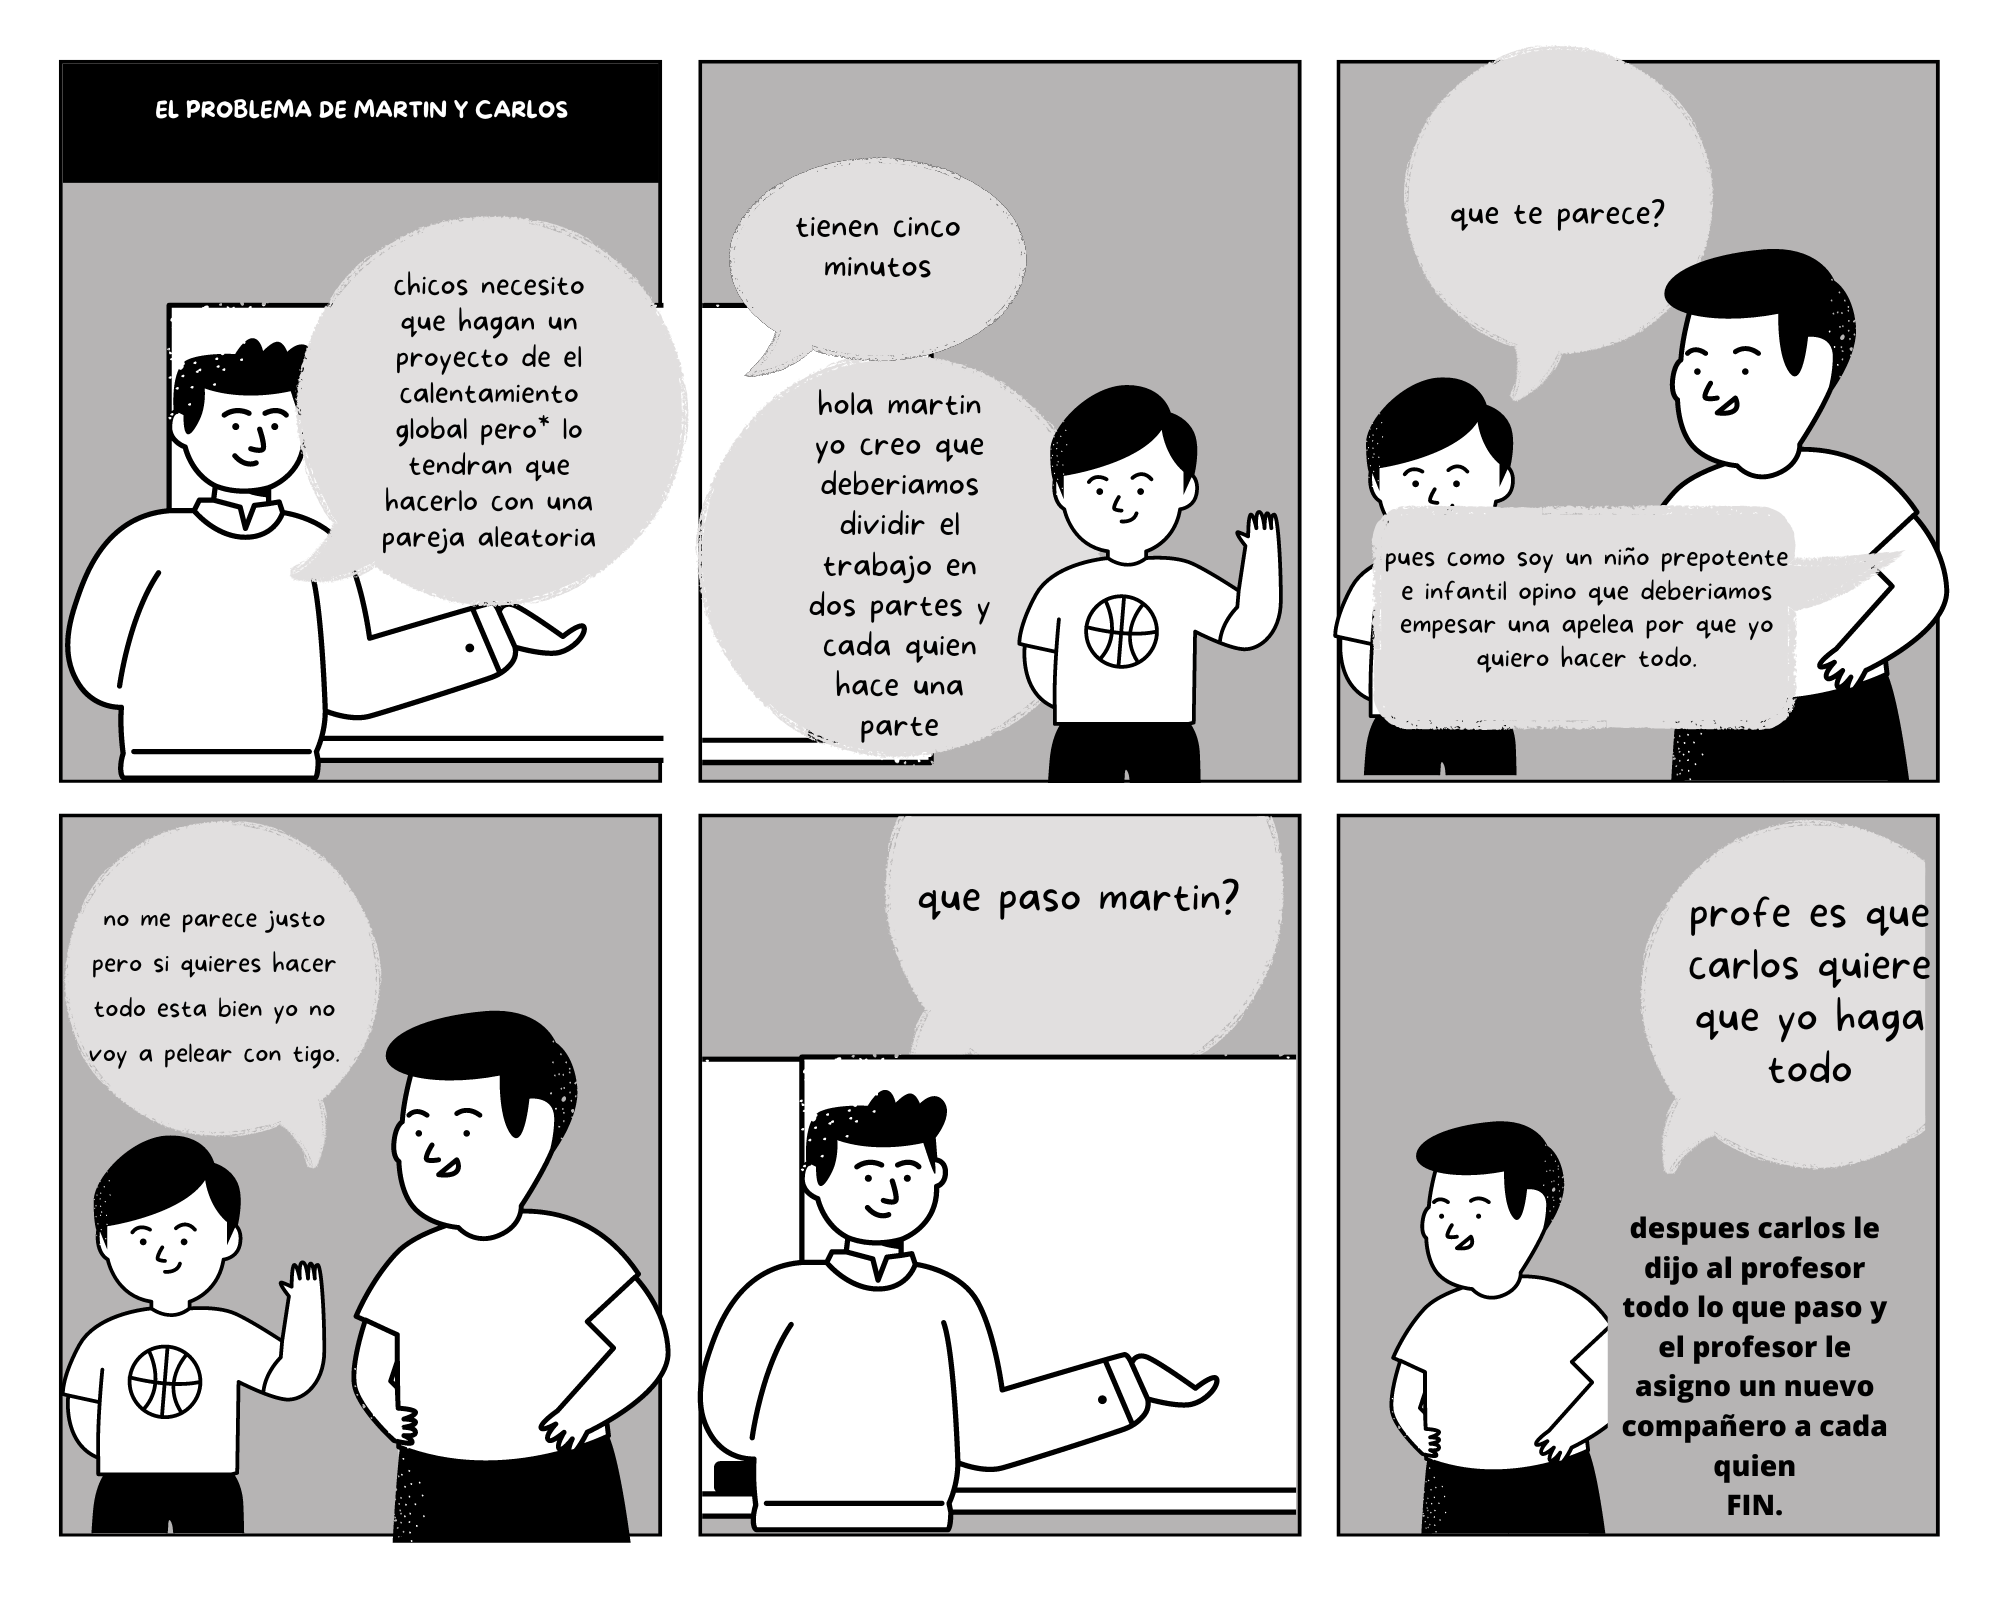 EL PROBLEMA DE MARTIN Y CARLOS
chicos necesito
que hagan un
proyecto de el
calentamiento
global pero* lo
tendran que
hacerlo con una
pareja aleatoria
tienen cinco
minutos
hola martin
yo creo que
deberiamos
dividir el
trabajo en
dos partes y
cada quien
hace una
parte
que te parece?
pues como soy un niño prepotente
e infantil opino que deberiamos
empesar una apelea por que yo
quiero hacer todo.
no me parece justo
pero si quieres hacer
todo esta bien yo no
voy a pelear con tigo.
que paso martin?
profe es que
carlos quiere
que yo haga
todo
despues carlos le
dijo al profesor
todo lo que paso y
el profesor le
asigno un nuevo
compañero a cada
quien
FIN.